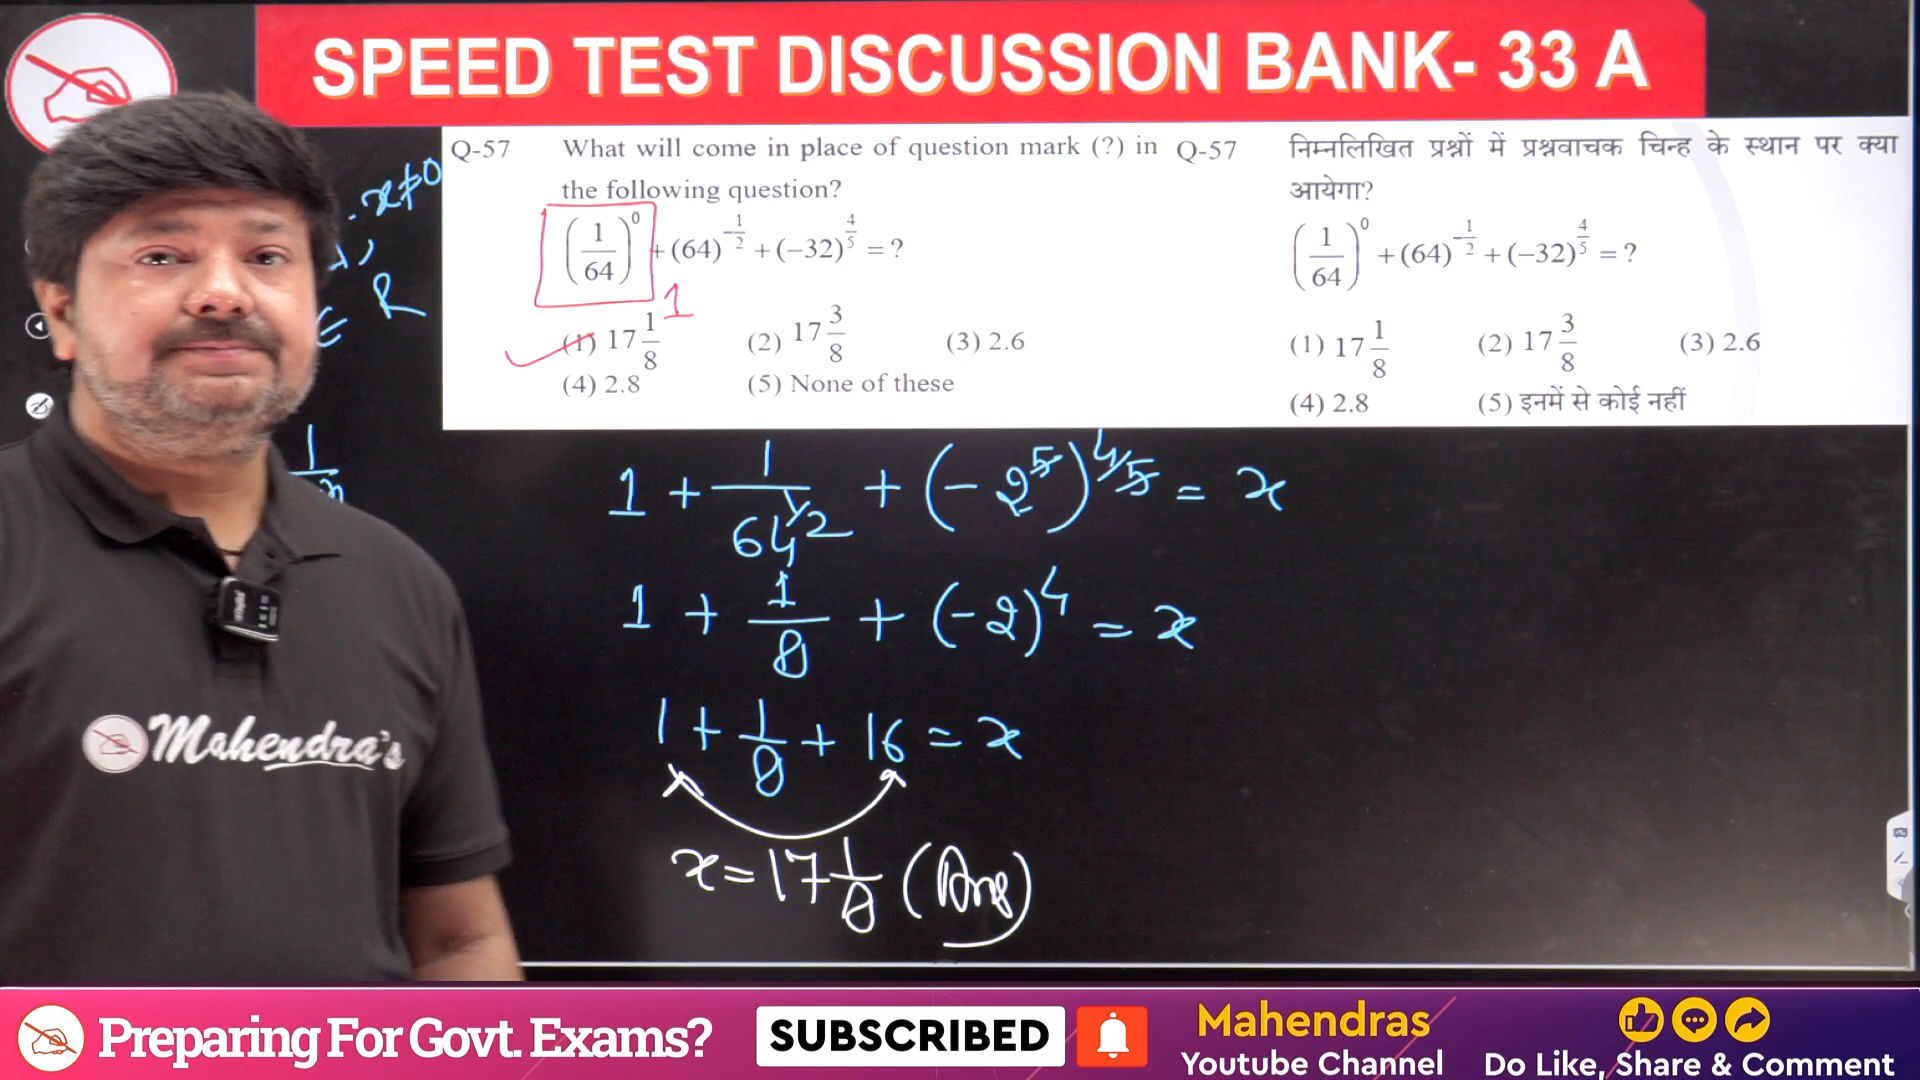 SPEED TEST DISCUSSION BANK- 33 A
Q-57 What will come in place of question mark (?) in the following question?
(1/64)^0 + (64)^(-1/2) + (-32)^(4/5) = ?
1
(1) 17 1/8 (2) 17 3/8 (3) 2.6
(4) 2.8 (5) None of these
Q-57 निम्नलिखित प्रश्नों में प्रश्नवाचक चिन्ह के स्थान पर क्या
आयेगा?
(1/64)^0 + (64)^(-1/2) + (-32)^(4/5) = ?
(1) 17 1/8 (2) 17 3/8 (3) 2.6
(4) 2.8 (5) इनमें से कोई नहीं
x≠0
∈ R
1 + 1/64^(1/2) + (-2^5)^(4/5) = x
1 + 1/8 + (-2)^4 = x
1 + 1/8 + 16 = x
x = 17 1/8 (Ans)
Mahendra's
Preparing For Govt. Exams?
SUBSCRIBED
Mahendras
Youtube Channel
Do Like, Share & Comment